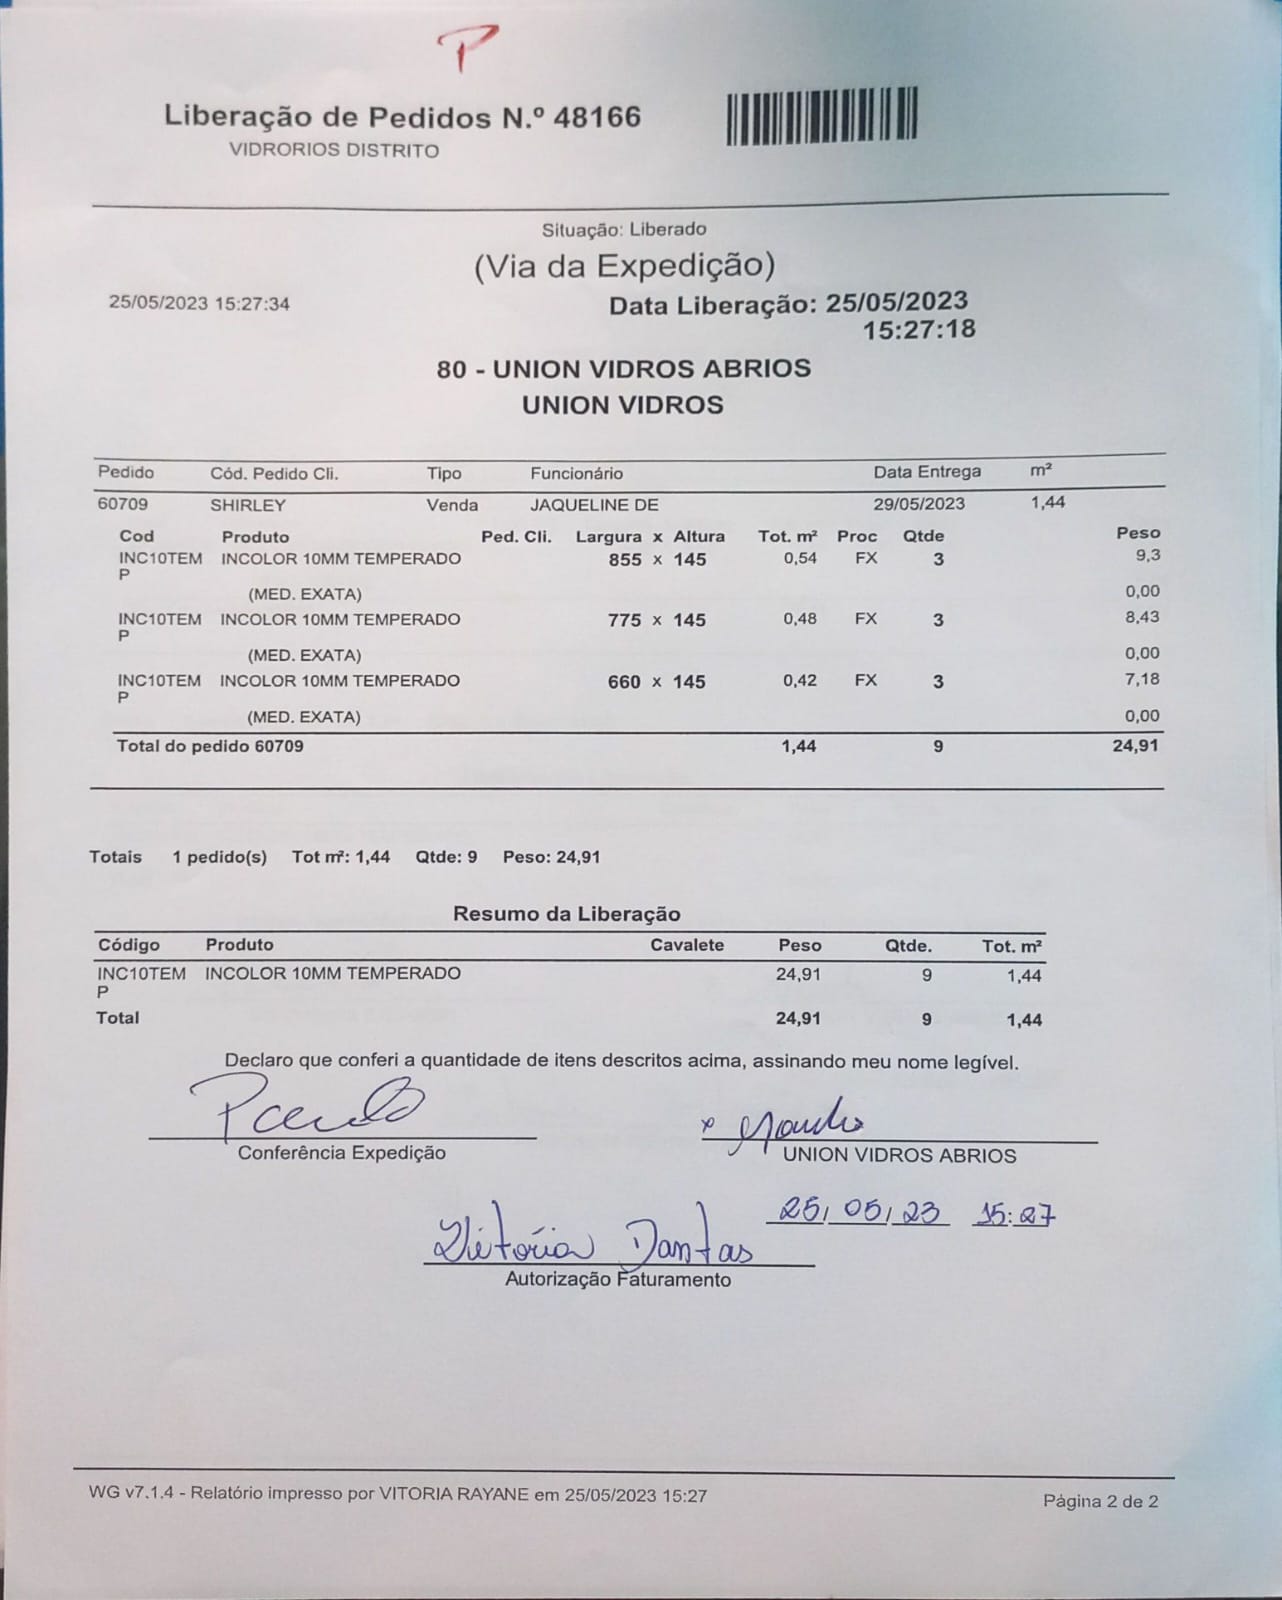 P
Liberação de Pedidos N.º 48166
VIDRORIOS DISTRITO
Situação: Liberado
(Via da Expedição)
25/05/2023 15:27:34 Data Liberação: 25/05/2023
15:27:18
80 - UNION VIDROS ABRIOS
UNION VIDROS
Pedido Cód. Pedido Cli. Tipo Funcionário Data Entrega m²
60709 SHIRLEY Venda JAQUELINE DE 29/05/2023 1,44
Cod Produto Ped. Cli. Largura x Altura Tot. m² Proc Qtde Peso
INC10TEM INCOLOR 10MM TEMPERADO 855 x 145 0,54 FX 3 9,3
P
(MED. EXATA) 0,00
INC10TEM INCOLOR 10MM TEMPERADO 775 x 145 0,48 FX 3 8,43
P
(MED. EXATA) 0,00
INC10TEM INCOLOR 10MM TEMPERADO 660 x 145 0,42 FX 3 7,18
P
(MED. EXATA) 0,00
Total do pedido 60709 1,44 9 24,91
Totais 1 pedido(s) Tot m²: 1,44 Qtde: 9 Peso: 24,91
Resumo da Liberação
Código Produto Cavalete Peso Qtde. Tot. m²
INC10TEM INCOLOR 10MM TEMPERADO 24,91 9 1,44
P
Total 24,91 9 1,44
Declaro que conferi a quantidade de itens descritos acima, assinando meu nome legível.
x
Conferência Expedição UNION VIDROS ABRIOS
25/05/23 15:27
Vitória Dantas
Autorização Faturamento
WG v7.1.4 - Relatório impresso por VITORIA RAYANE em 25/05/2023 15:27
Página 2 de 2